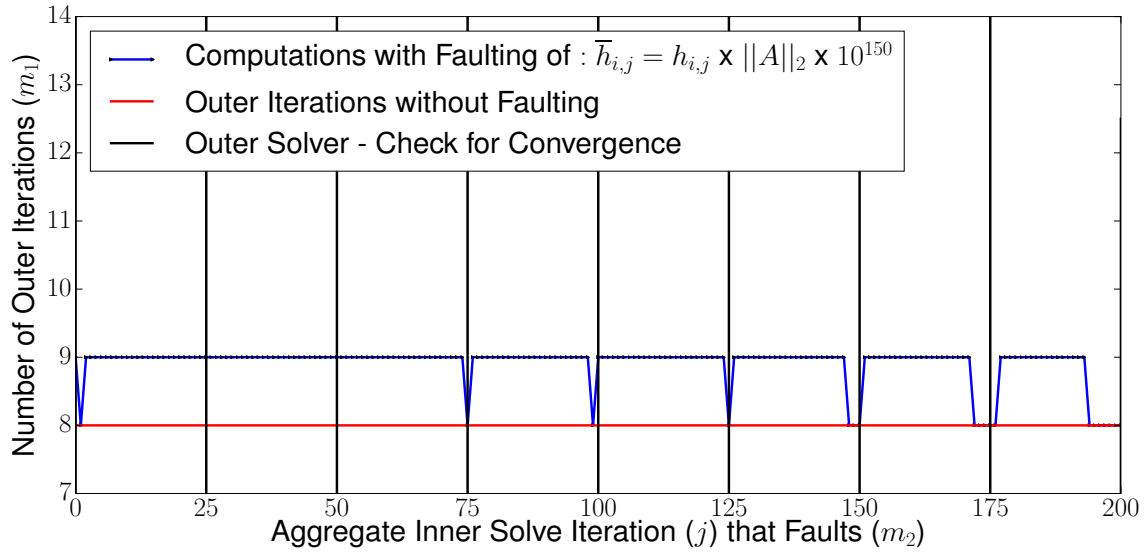 14
13
12
11
10
9
8
7
Number of Outer Iterations (m₁)
Computations with Faulting of : h̅ᵢ,ⱼ = hᵢ,ⱼ x ||A||₂ x 10¹⁵⁰
Outer Iterations without Faulting
Outer Solver - Check for Convergence
0 25 50 75 100 125 150 175 200
Aggregate Inner Solve Iteration (j) that Faults (m₂)